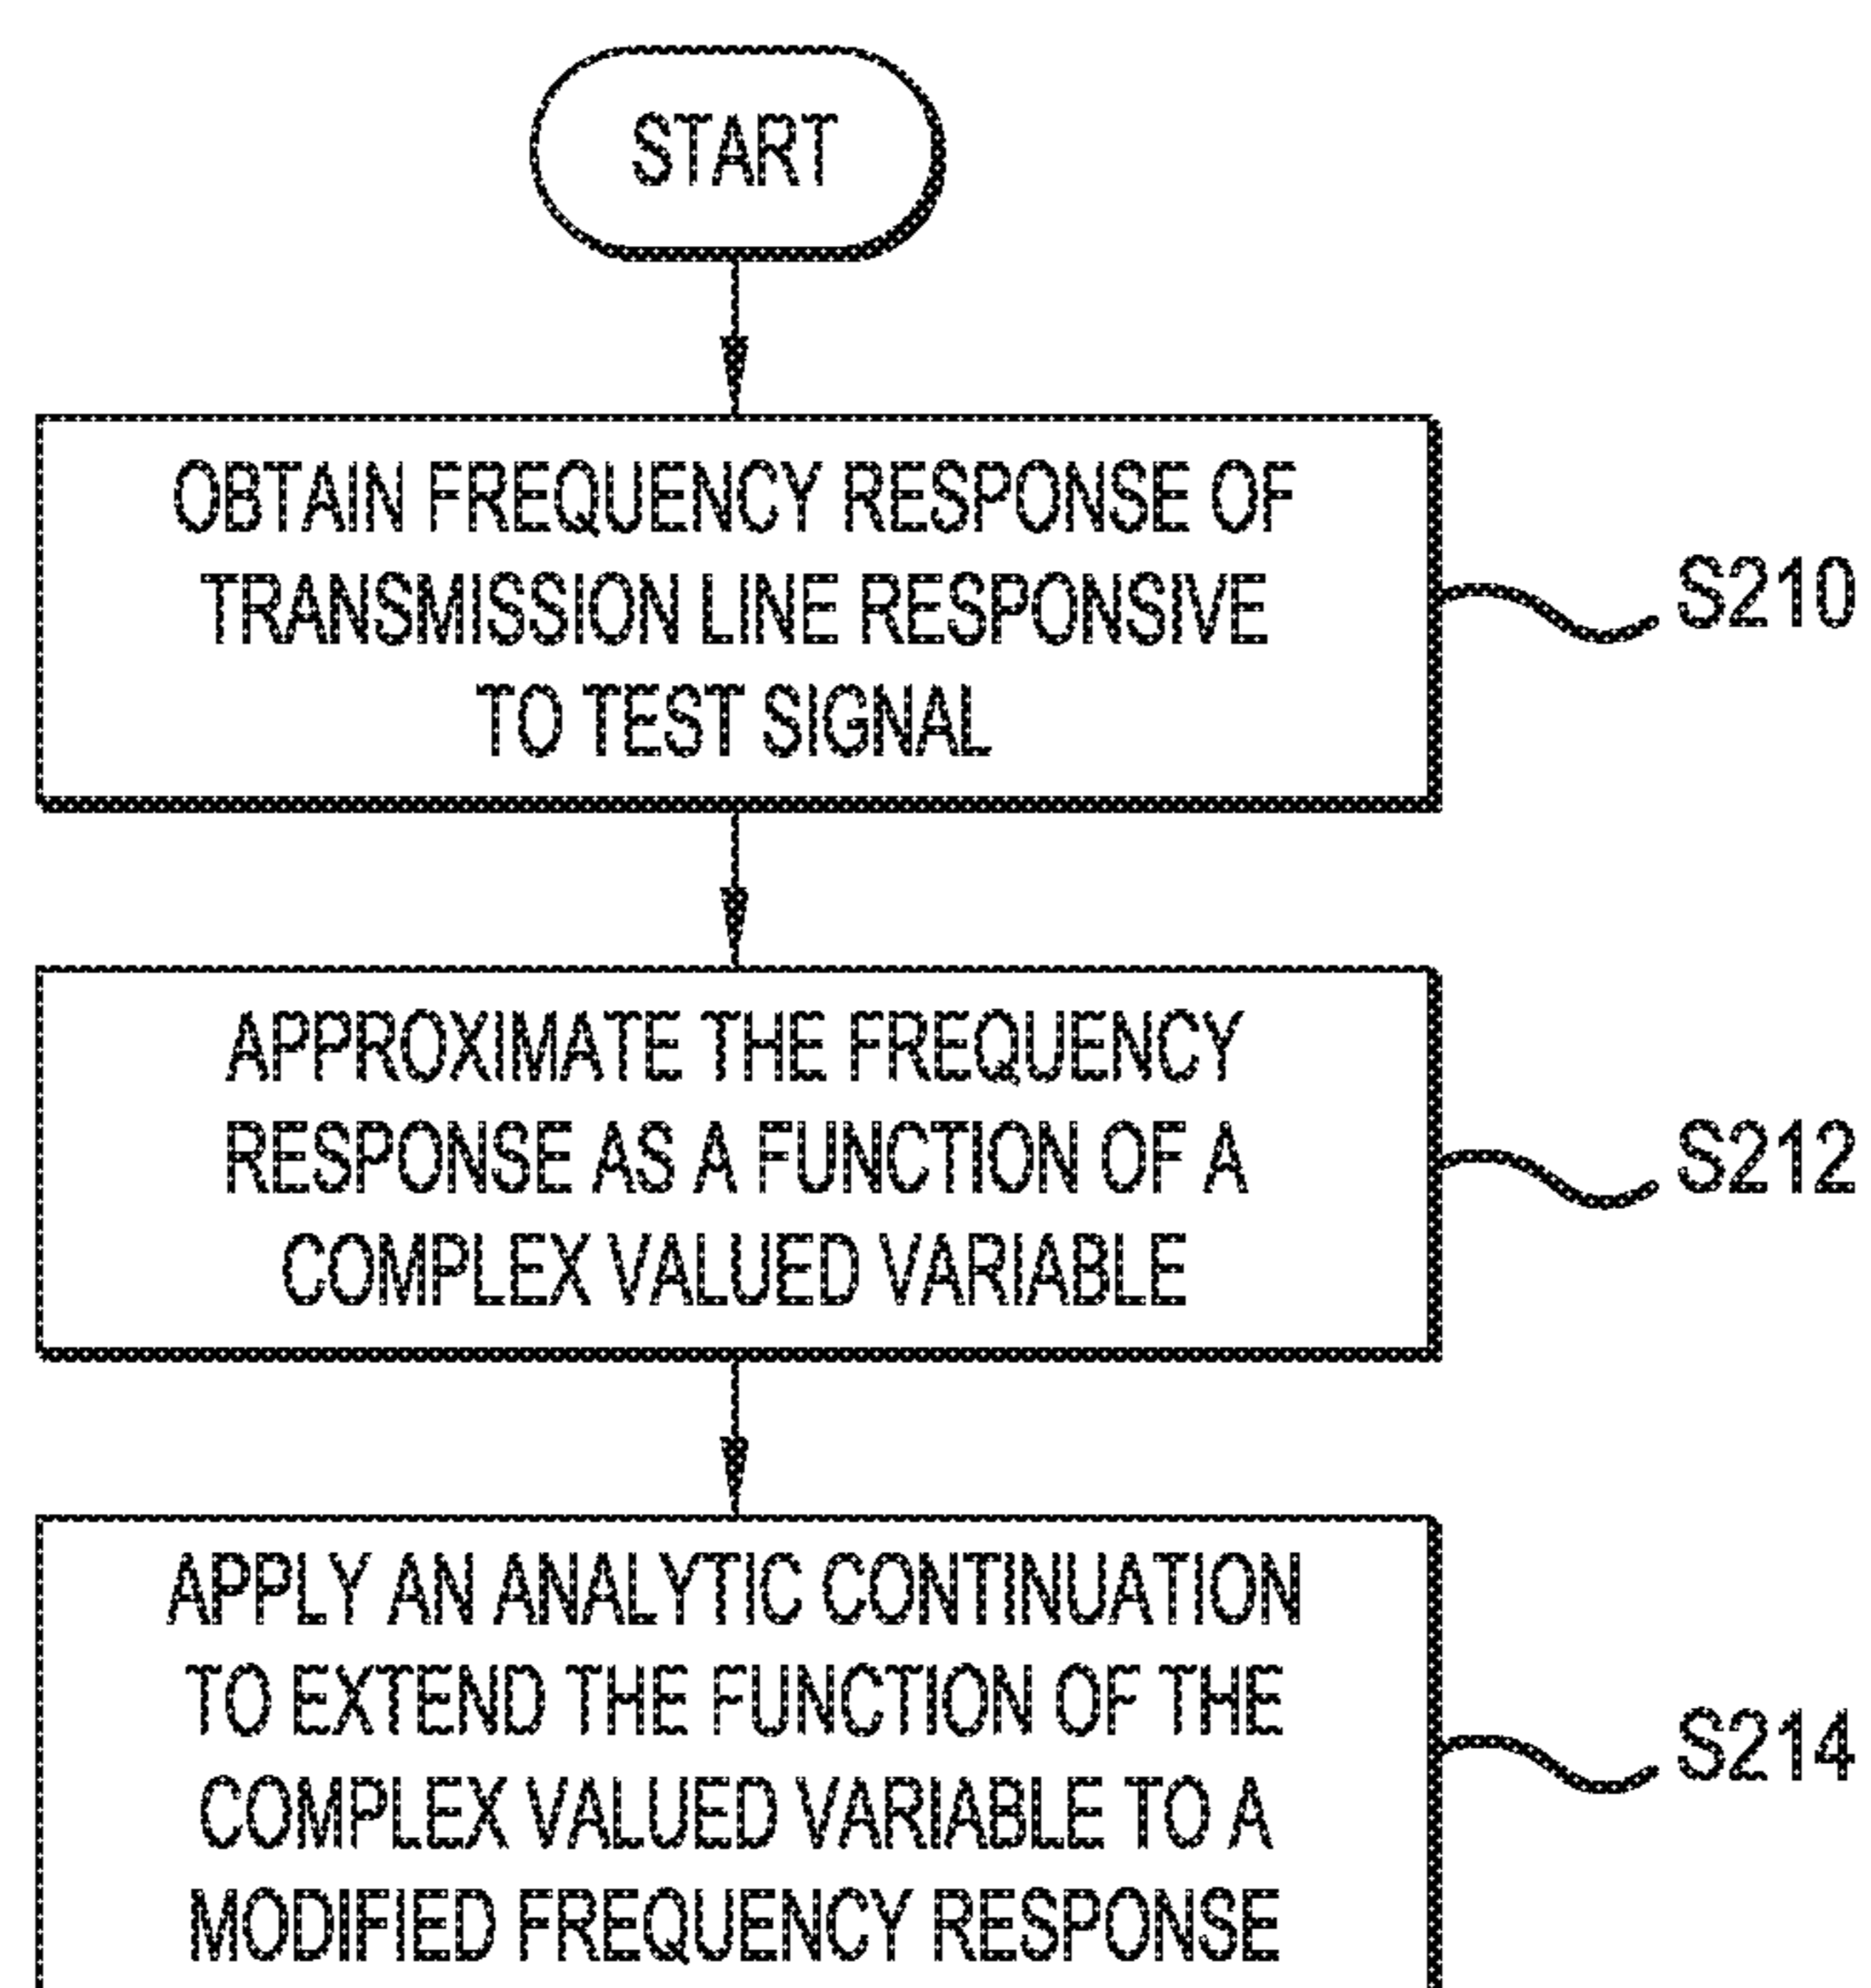 START
OBTAIN FREQUENCY RESPONSE OF
TRANSMISSION LINE RESPONSIVE
TO TEST SIGNAL
S210
APPROXIMATE THE FREQUENCY
RESPONSE AS A FUNCTION OF A
COMPLEX VALUED VARIABLE
S212
APPLY AN ANALYTIC CONTINUATION
TO EXTEND THE FUNCTION OF THE
COMPLEX VALUED VARIABLE TO A
MODIFIED FREQUENCY RESPONSE
S214